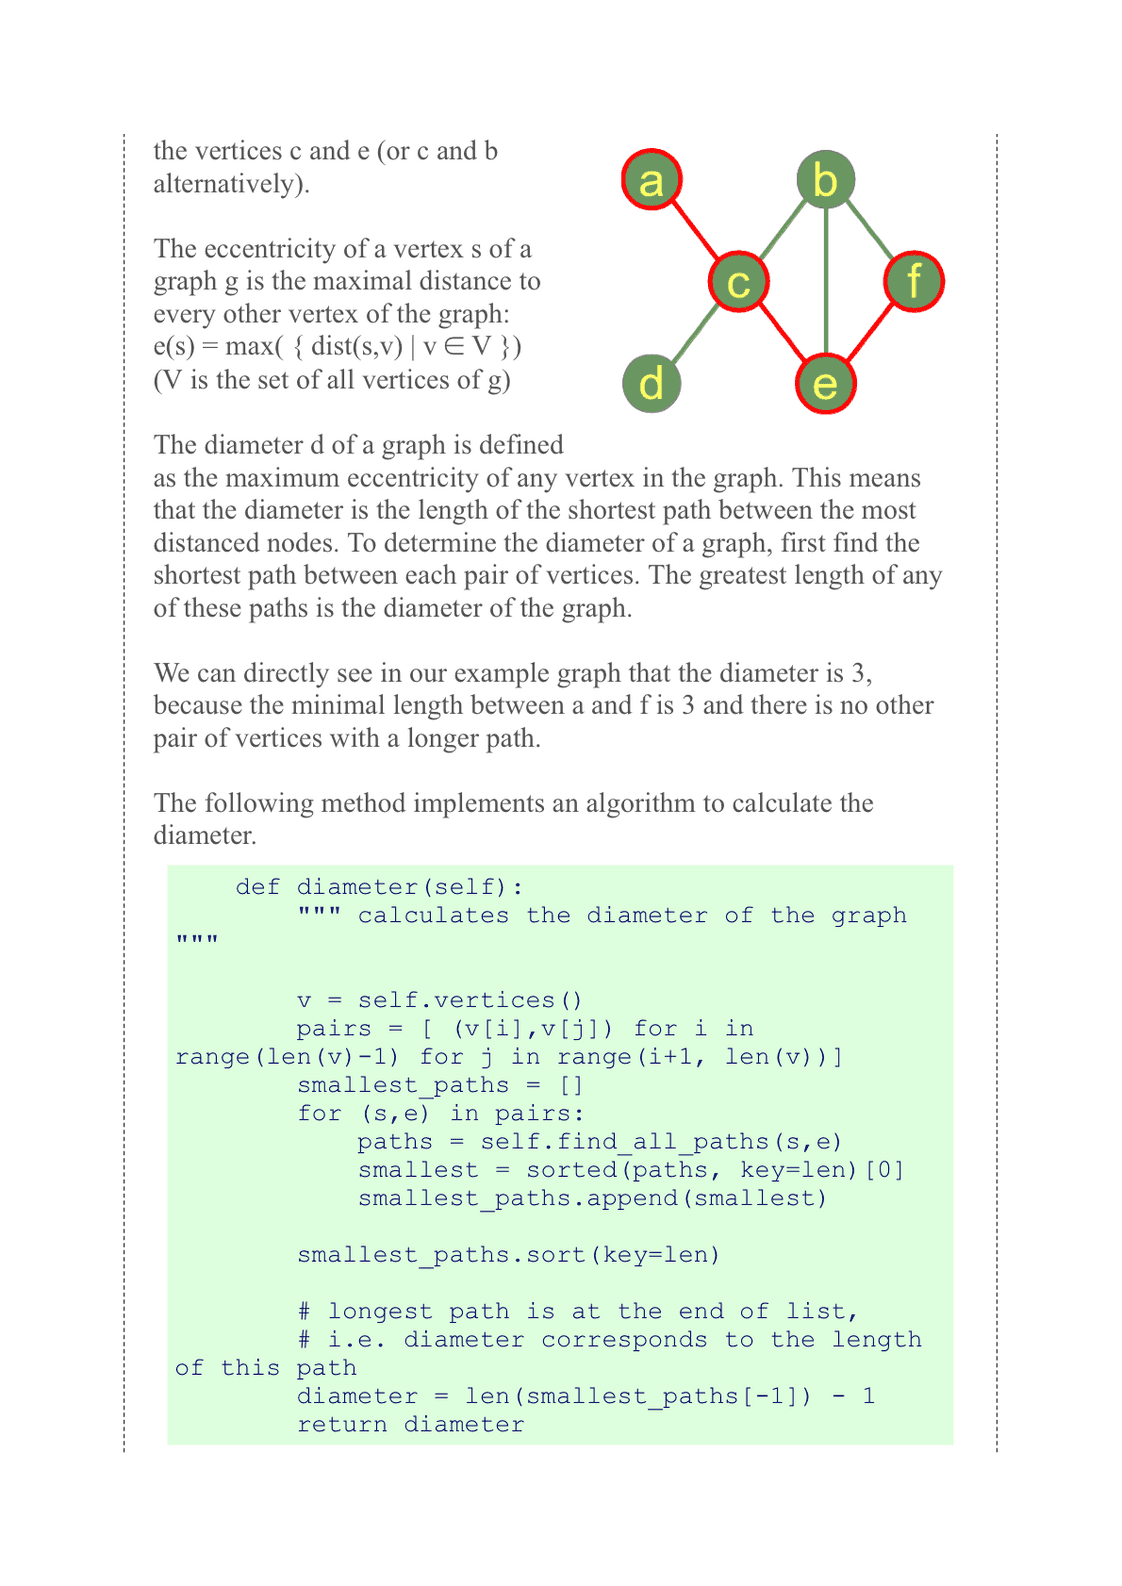 the vertices c and e (or c and b
alternatively).
The eccentricity of a vertex s of a
graph g is the maximal distance to
every other vertex of the graph:
e(s) = max( { dist(s,v) | v ∈ V })
(V is the set of all vertices of g)
a
b
c
f
d
e
The diameter d of a graph is defined
as the maximum eccentricity of any vertex in the graph. This means
that the diameter is the length of the shortest path between the most
distanced nodes. To determine the diameter of a graph, first find the
shortest path between each pair of vertices. The greatest length of any
of these paths is the diameter of the graph.
We can directly see in our example graph that the diameter is 3,
because the minimal length between a and f is 3 and there is no other
pair of vertices with a longer path.
The following method implements an algorithm to calculate the
diameter.
    def diameter(self):
        """ calculates the diameter of the graph
"""
        v = self.vertices()
        pairs = [ (v[i],v[j]) for i in
range(len(v)-1) for j in range(i+1, len(v))]
        smallest_paths = []
        for (s,e) in pairs:
            paths = self.find_all_paths(s,e)
            smallest = sorted(paths, key=len)[0]
            smallest_paths.append(smallest)
        smallest_paths.sort(key=len)
        # longest path is at the end of list,
        # i.e. diameter corresponds to the length
of this path
        diameter = len(smallest_paths[-1]) - 1
        return diameter